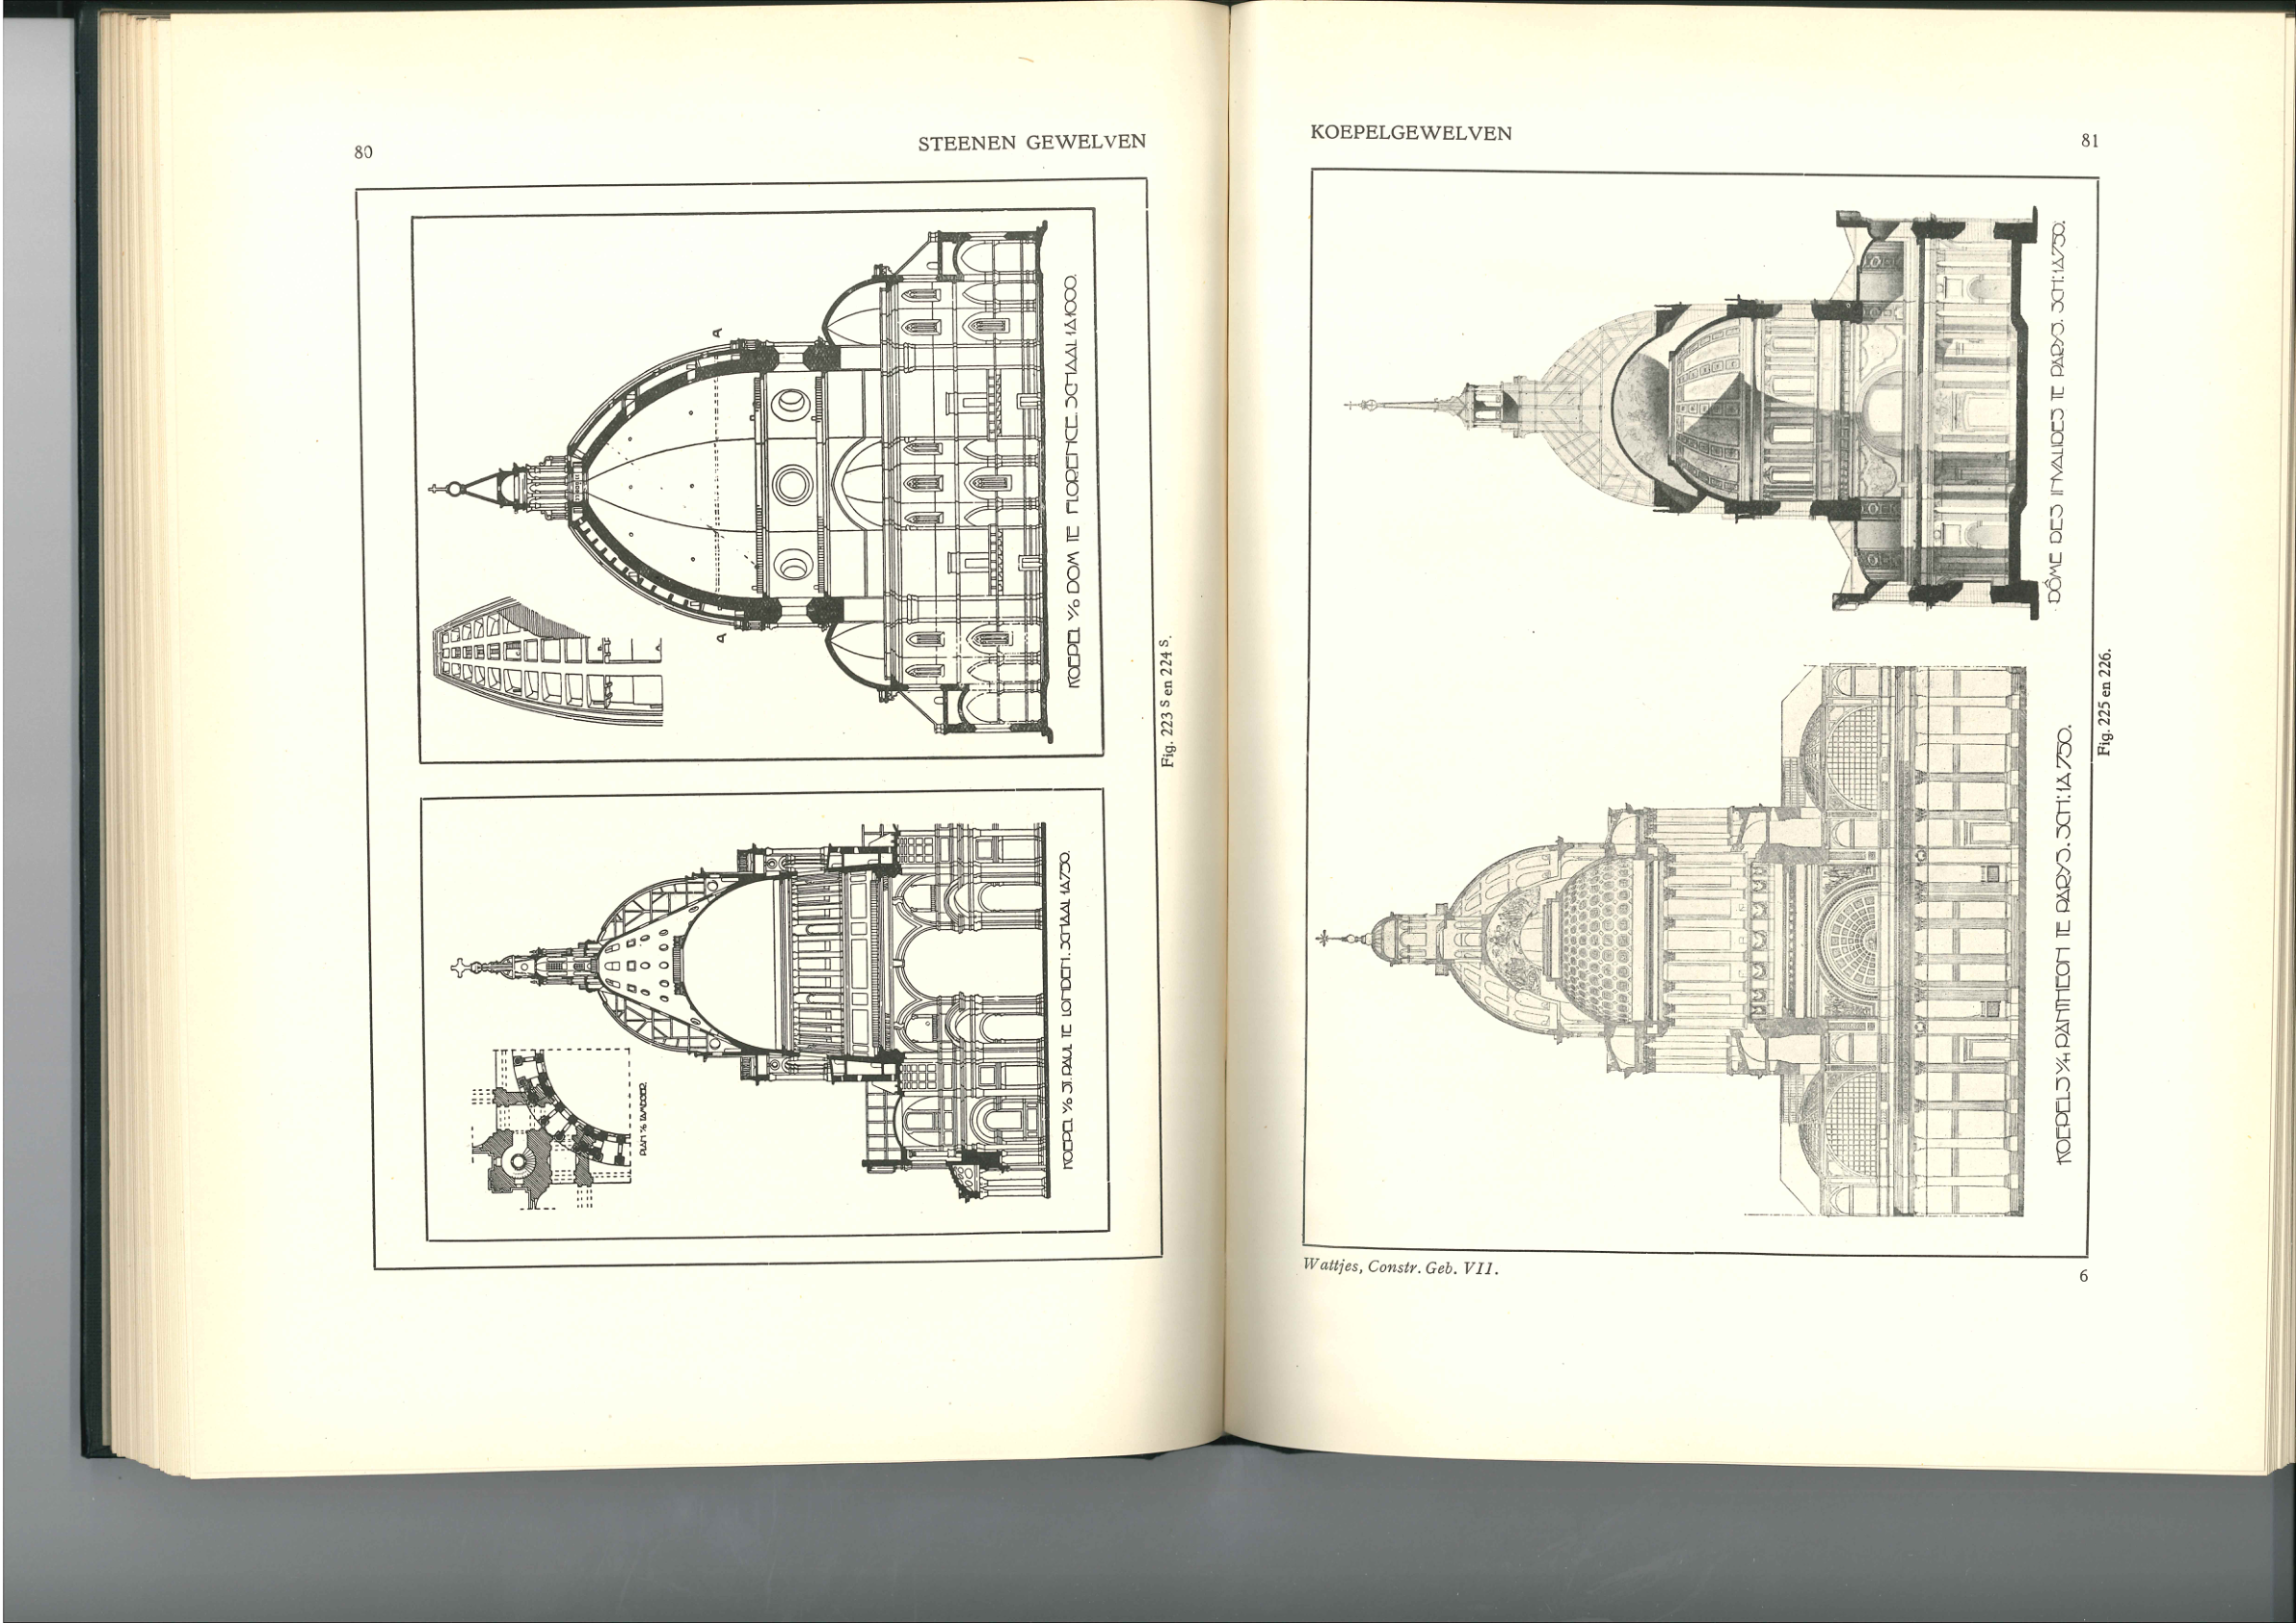 80
STEENEN GEWELVEN
KOEPEL V/D DOM TE FLORENCE. SCHAAL 1 À 1000.
A
A
KOEPEL V/D ST. PAUL TE LONDEN. SCHAAL 1 À 750.
PLAN V/D TAMBOER.
Fig. 223 S en 224 S.
KOEPELGEWELVEN
81
DÔME DES INVALIDES TE PARYS. SCH: 1 À 750.
KOEPELS V/H PANTHEON TE PARYS. SCH: 1 À 750.
Fig. 225 en 226.
Wattjes, Constr. Geb. VII.
6